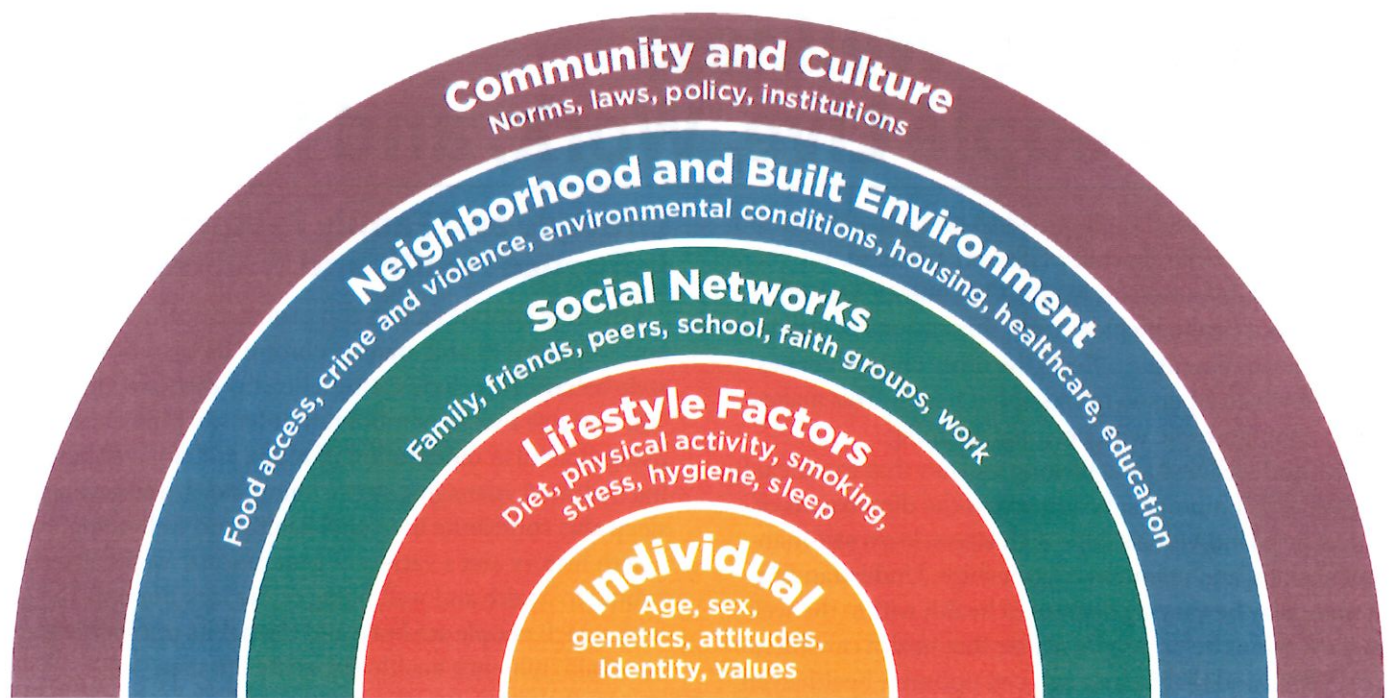 Community and Culture
Norms, laws, policy, institutions
Neighborhood and Built Environment
Food access, crime and violence, environmental conditions, housing, healthcare, education
Social Networks
Family, friends, peers, school, faith groups, work
Lifestyle Factors
Diet, physical activity, smoking,
stress, hygiene, sleep
Individual
Age, sex,
genetics, attitudes,
identity, values